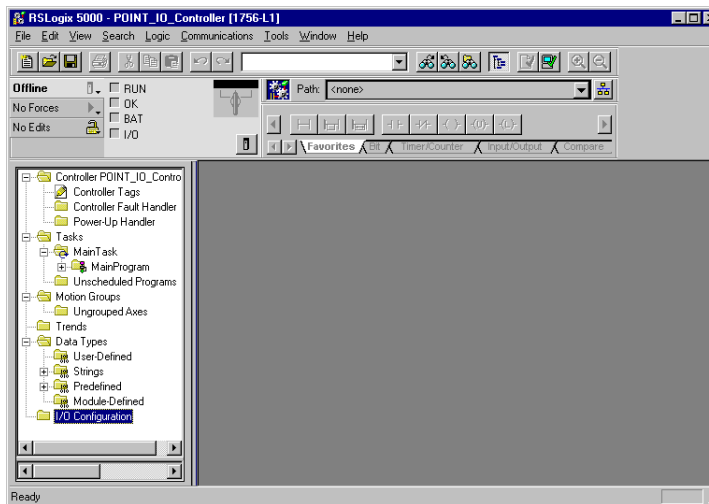 RSLogix 5000 - POINT_IO_Controller [1756-L1]
File Edit View Search Logic Communications Tools Window Help
Offline
RUN
Path: <none>
No Forces
OK
No Edits
BAT
I/O
Favorites Bit Timer/Counter Input/Output Compare
Controller POINT_IO_Contro
Controller Tags
Controller Fault Handler
Power-Up Handler
Tasks
MainTask
MainProgram
Unscheduled Programs
Motion Groups
Ungrouped Axes
Trends
Data Types
User-Defined
Strings
Predefined
Module-Defined
I/O Configuration
Ready